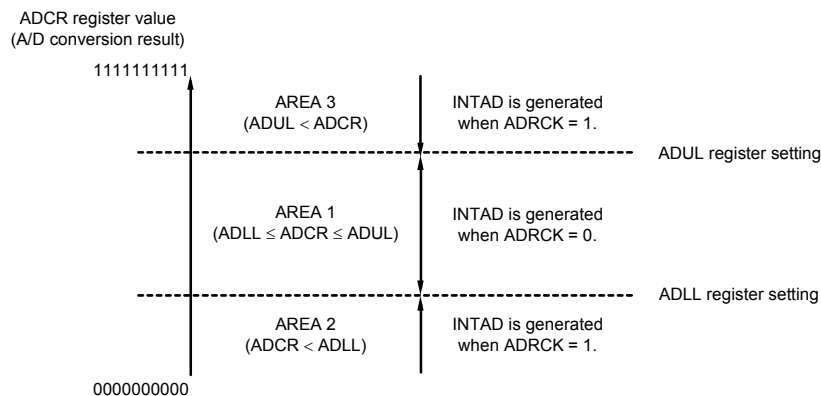 ADCR register value
(A/D conversion result)
1111111111
AREA 3
(ADUL < ADCR)
INTAD is generated
when ADRCK = 1.
ADUL register setting
AREA 1
(ADLL ≤ ADCR ≤ ADUL)
INTAD is generated
when ADRCK = 0.
ADLL register setting
AREA 2
(ADCR < ADLL)
INTAD is generated
when ADRCK = 1.
0000000000